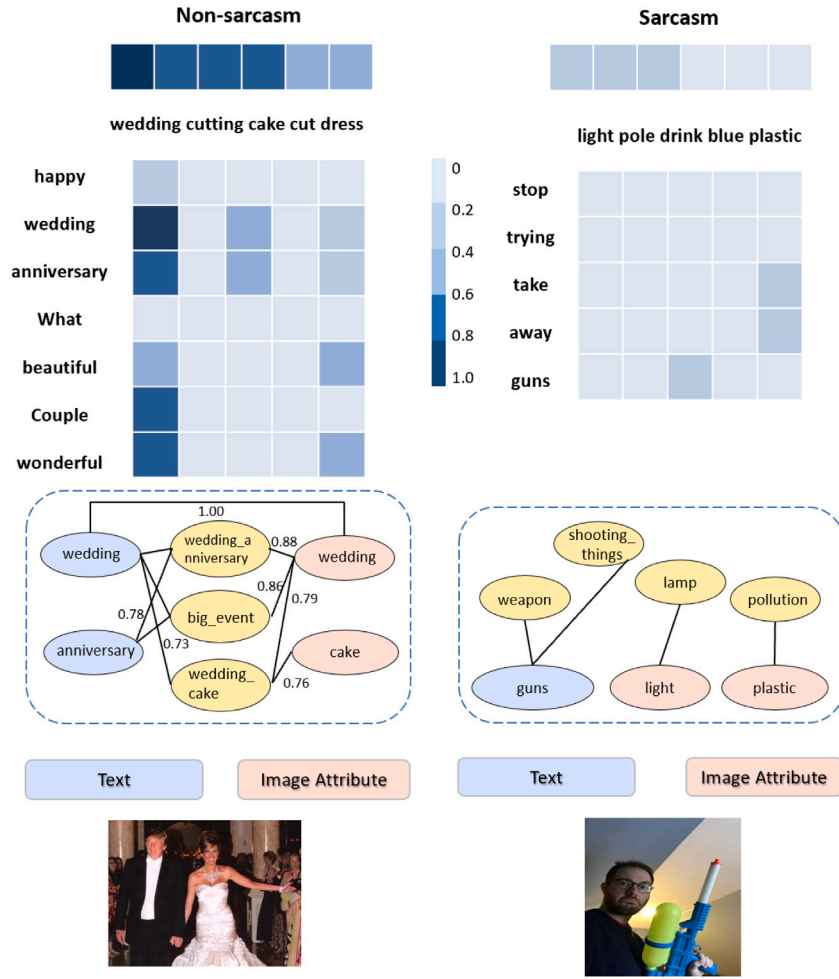 Non-sarcasm
wedding cutting cake cut dress
happy
wedding
anniversary
What
beautiful
Couple
wonderful
0
0.2
0.4
0.6
0.8
1.0
Sarcasm
light pole drink blue plastic
stop
trying
take
away
guns
1.00
wedding
wedding_a
nniversary
0.88
wedding
0.86
0.79
0.78
big_event
anniversary
0.73
wedding_
cake
cake
0.76
shooting_
things
weapon
lamp
pollution
guns
light
plastic
Text
Image Attribute
Text
Image Attribute